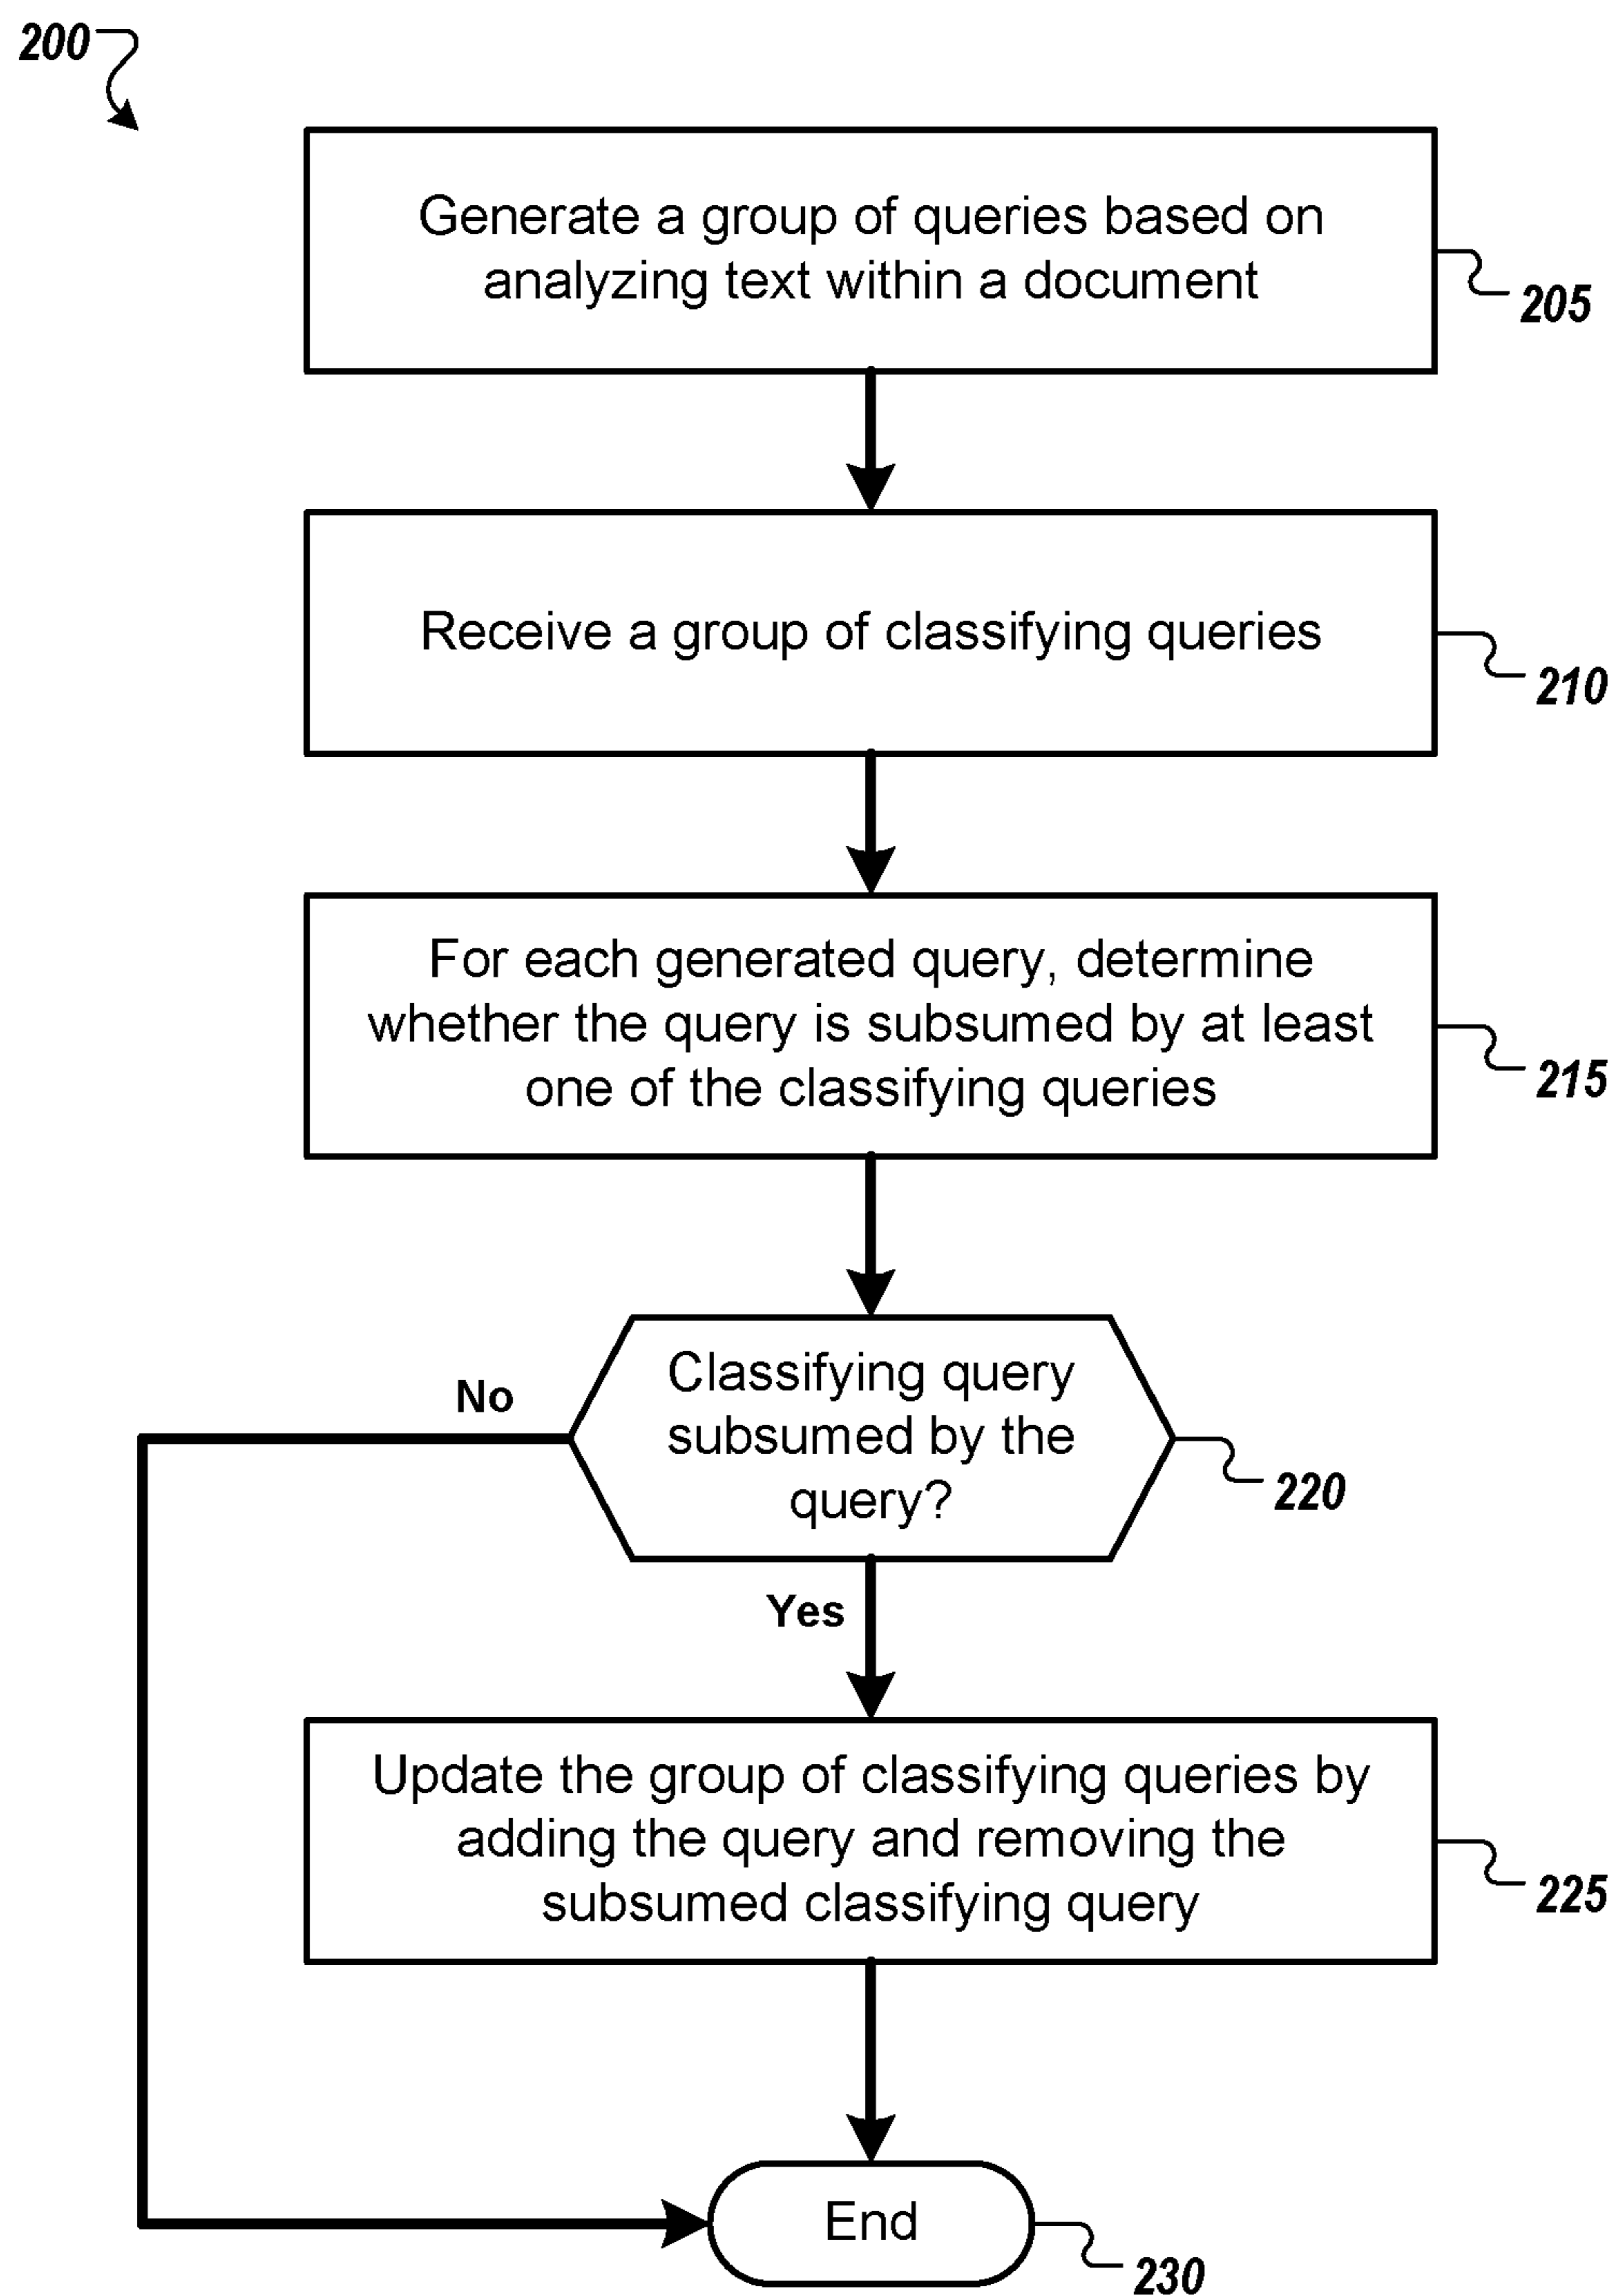 200
Generate a group of queries based on
analyzing text within a document
205
Receive a group of classifying queries
210
For each generated query, determine
whether the query is subsumed by at least
one of the classifying queries
215
Classifying query
subsumed by the
query?
No
220
Yes
Update the group of classifying queries by
adding the query and removing the
subsumed classifying query
225
End
230